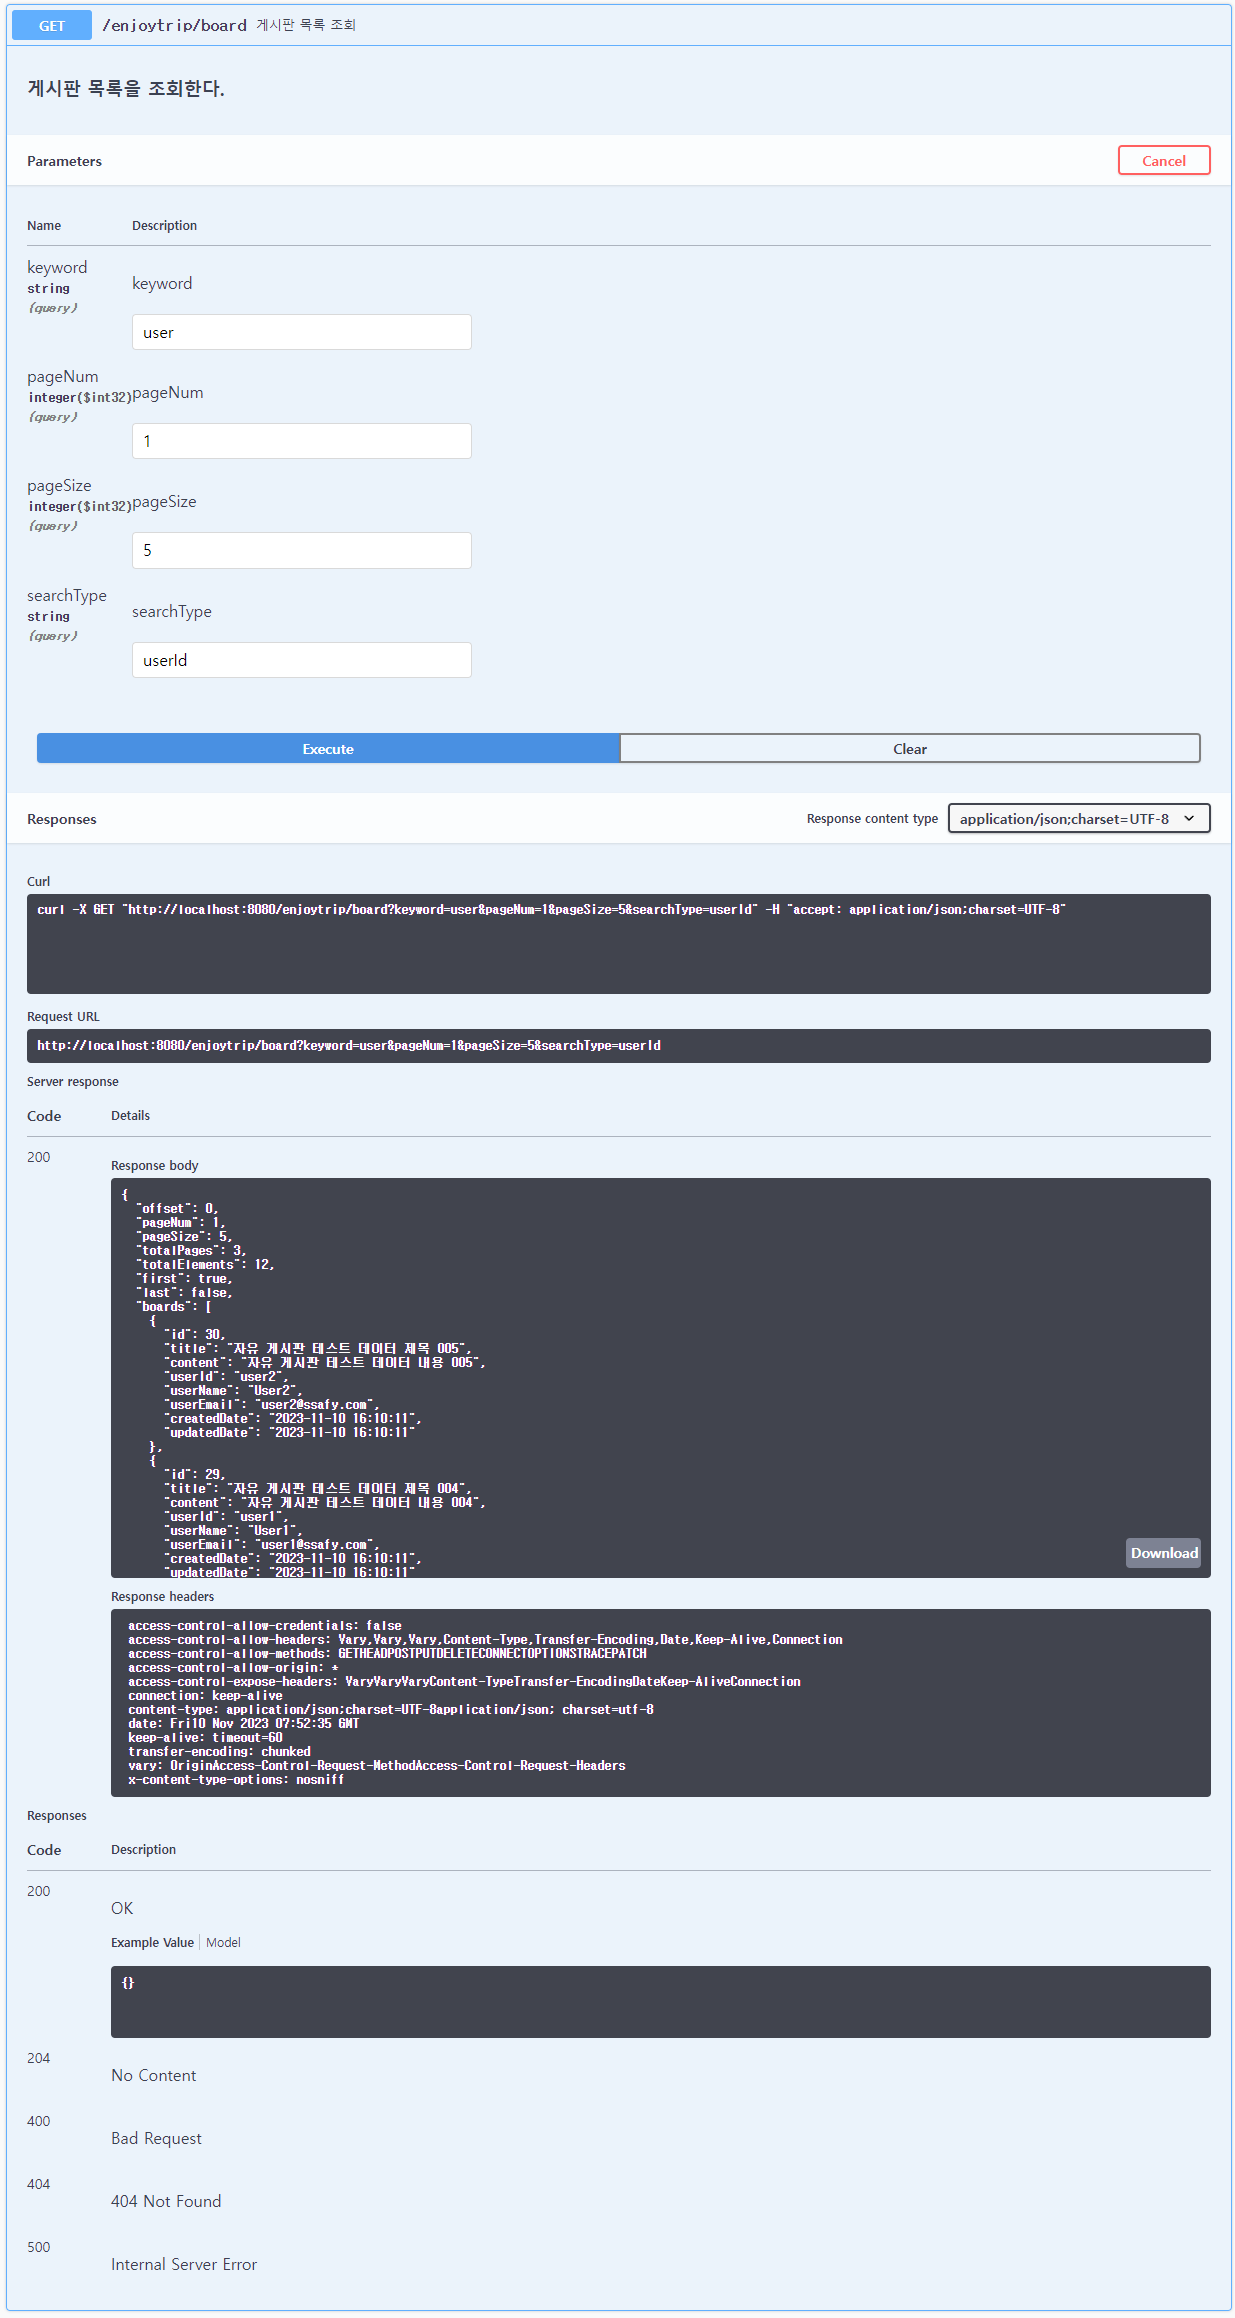 GET /enjoytrip/board 게시판 목록 조회
게시판 목록을 조회한다.
Parameters
Cancel
Name Description
keyword
string
(query)
keyword
user
pageNum
integer($int32)
(query)
pageNum
1
pageSize
integer($int32)
(query)
pageSize
5
searchType
string
(query)
searchType
userId
Execute
Clear
Responses
Response content type
application/json;charset=UTF-8
Curl
curl -X GET "http://localhost:8080/enjoytrip/board?keyword=user&pageNum=1&pageSize=5&searchType=userId" -H "accept: application/json;charset=UTF-8"
Request URL
http://localhost:8080/enjoytrip/board?keyword=user&pageNum=1&pageSize=5&searchType=userId
Server response
Code Details
200
Response body
{
"offset": 0,
"pageNum": 1,
"pageSize": 5,
"totalPages": 3,
"totalElements": 12,
"first": true,
"last": false,
"boards": [
{
"id": 30,
"title": "자유 게시판 테스트 데이터 제목 005",
"content": "자유 게시판 테스트 데이터 내용 005",
"userId": "user2",
"userName": "User2",
"userEmail": "user2@ssafy.com",
"createdDate": "2023-11-10 16:10:11",
"updatedDate": "2023-11-10 16:10:11"
},
{
"id": 29,
"title": "자유 게시판 테스트 데이터 제목 004",
"content": "자유 게시판 테스트 데이터 내용 004",
"userId": "user1",
"userName": "User1",
"userEmail": "user1@ssafy.com",
"createdDate": "2023-11-10 16:10:11",
"updatedDate": "2023-11-10 16:10:11"
Download
Response headers
access-control-allow-credentials: false
access-control-allow-headers: Vary,Vary,Vary,Content-Type,Transfer-Encoding,Date,Keep-Alive,Connection
access-control-allow-methods: GETHEADPOSTPUTDELETECONNECTOPTIONSTRACEPATCH
access-control-allow-origin: *
access-control-expose-headers: VaryVaryVaryContent-TypeTransfer-EncodingDateKeep-AliveConnection
connection: keep-alive
content-type: application/json;charset=UTF-8application/json; charset=utf-8
date: Fri10 Nov 2023 07:52:35 GMT
keep-alive: timeout=60
transfer-encoding: chunked
vary: OriginAccess-Control-Request-MethodAccess-Control-Request-Headers
x-content-type-options: nosniff
Responses
Code Description
200
OK
Example Value Model
{}
204
No Content
400
Bad Request
404
404 Not Found
500
Internal Server Error